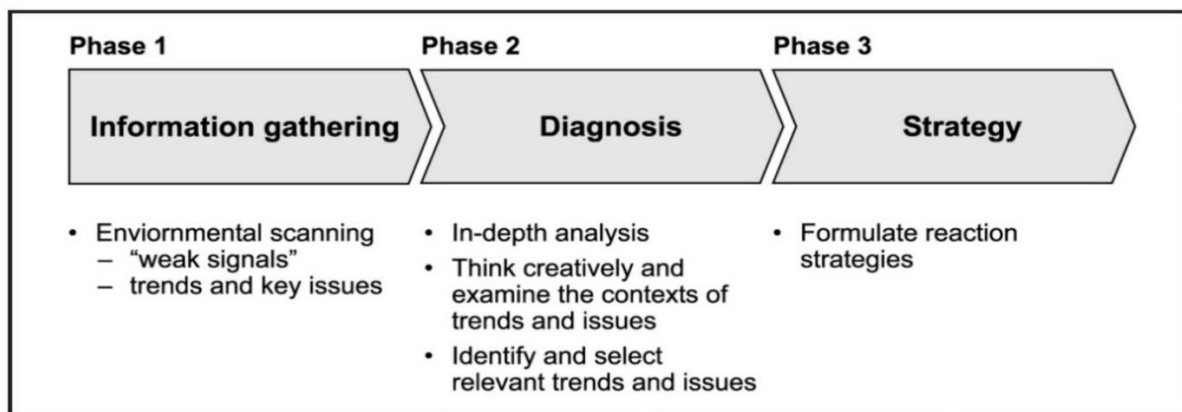 Phase 1
Information gathering
• Enviornmental scanning
– “weak signals”
– trends and key issues
Phase 2
Diagnosis
• In-depth analysis
• Think creatively and
examine the contexts of
trends and issues
• Identify and select
relevant trends and issues
Phase 3
Strategy
• Formulate reaction
strategies